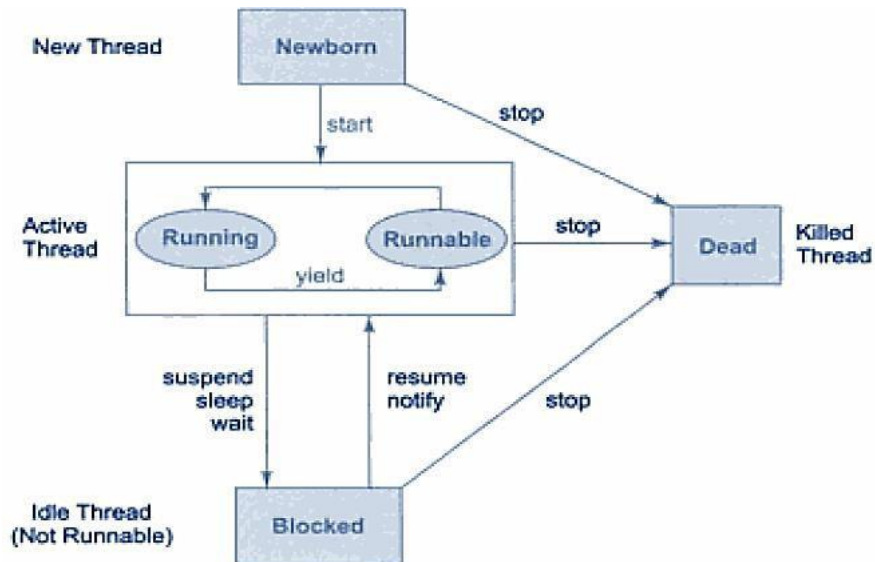 New Thread
Newborn
start
stop
Active
Thread
Running
Runnable
yield
stop
Dead
Killed
Thread
suspend
sleep
wait
resume
notify
stop
Idle Thread
(Not Runnable)
Blocked